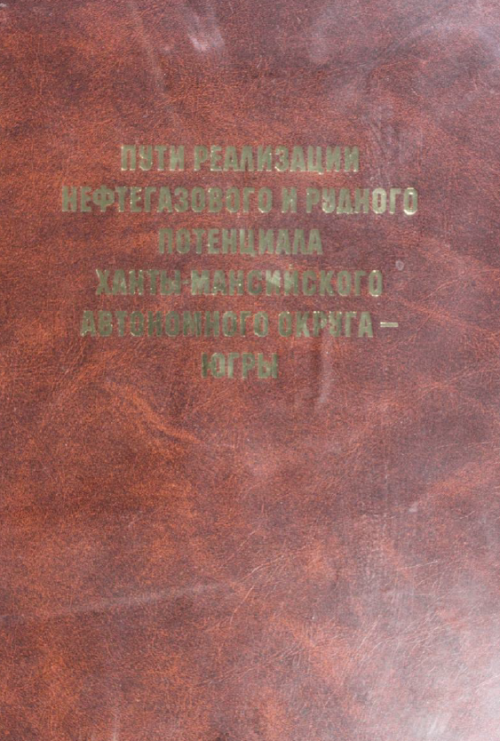 ПУТИ РЕАЛИЗАЦИИ
НЕФТЕГАЗОВОГО И РУДНОГО
ПОТЕНЦИАЛА
ХАНТЫ-МАНСИЙСКОГО
АВТОНОМНОГО ОКРУГА –
ЮГРЫ